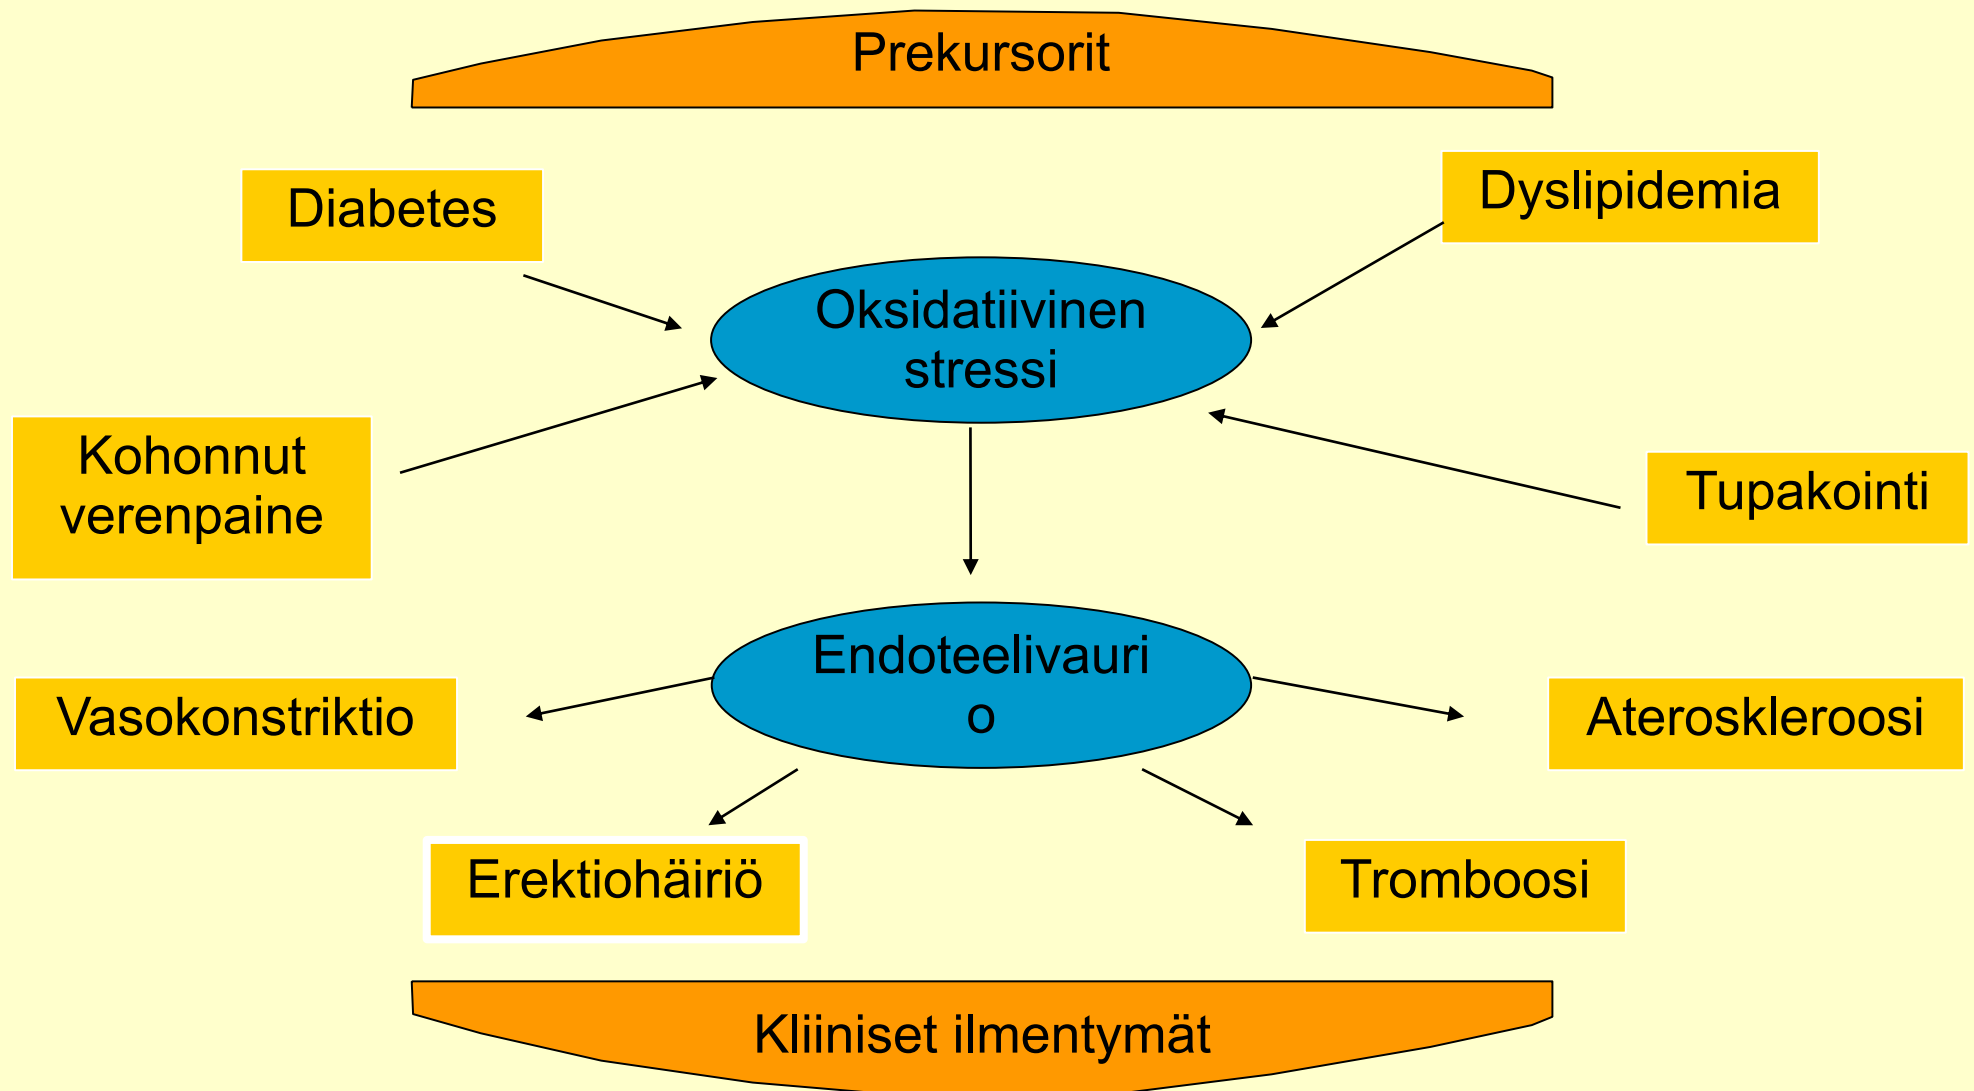 Prekursorit
Diabetes
Dyslipidemia
Oksidatiivinen
stressi
Kohonnut
verenpaine
Tupakointi
Endoteelivauri
o
Vasokonstriktio
Ateroskleroosi
Erektiohäiriö
Tromboosi
Kliiniset ilmentymät